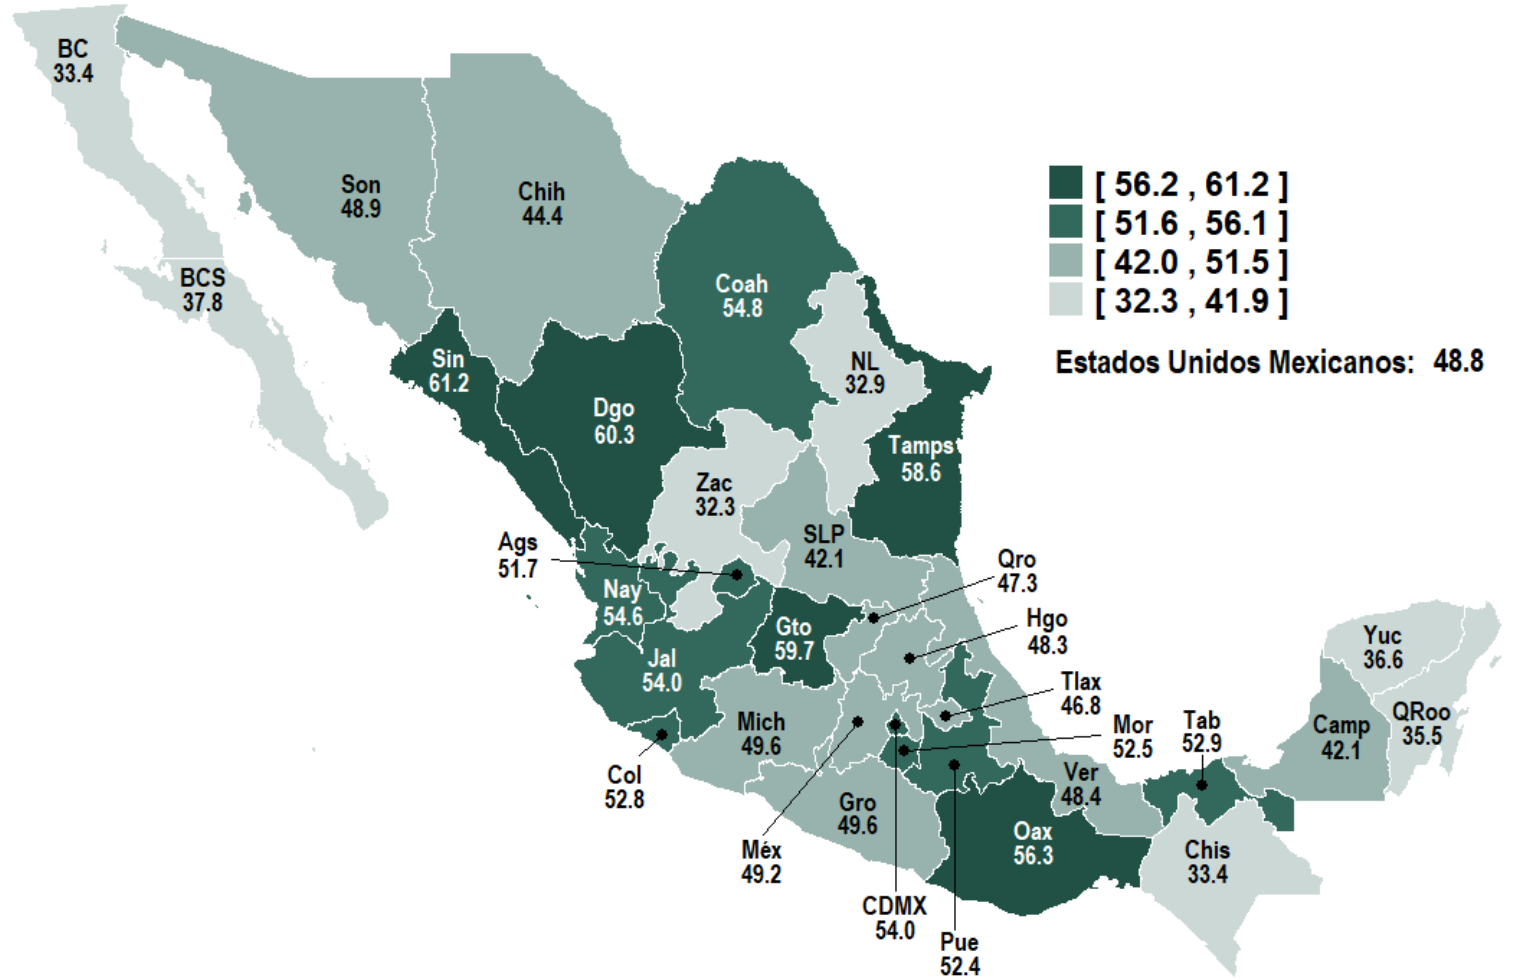 BC
33.4
Son
48.9
Chih
44.4
[ 56.2 , 61.2 ]
[ 51.6 , 56.1 ]
[ 42.0 , 51.5 ]
[ 32.3 , 41.9 ]
Estados Unidos Mexicanos: 48.8
BCS
37.8
Coah
54.8
Sin
61.2
NL
32.9
Dgo
60.3
Tamps
58.6
Zac
32.3
SLP
42.1
Ags
51.7
Qro
47.3
Nay
54.6
Gto
59.7
Hgo
48.3
Yuc
36.6
Jal
54.0
Tlax
46.8
Mich
49.6
Mor
52.5
Tab
52.9
Camp
42.1
QRoo
35.5
Col
52.8
Ver
48.4
Gro
49.6
Oax
56.3
Méx
49.2
Chis
33.4
CDMX
54.0
Pue
52.4